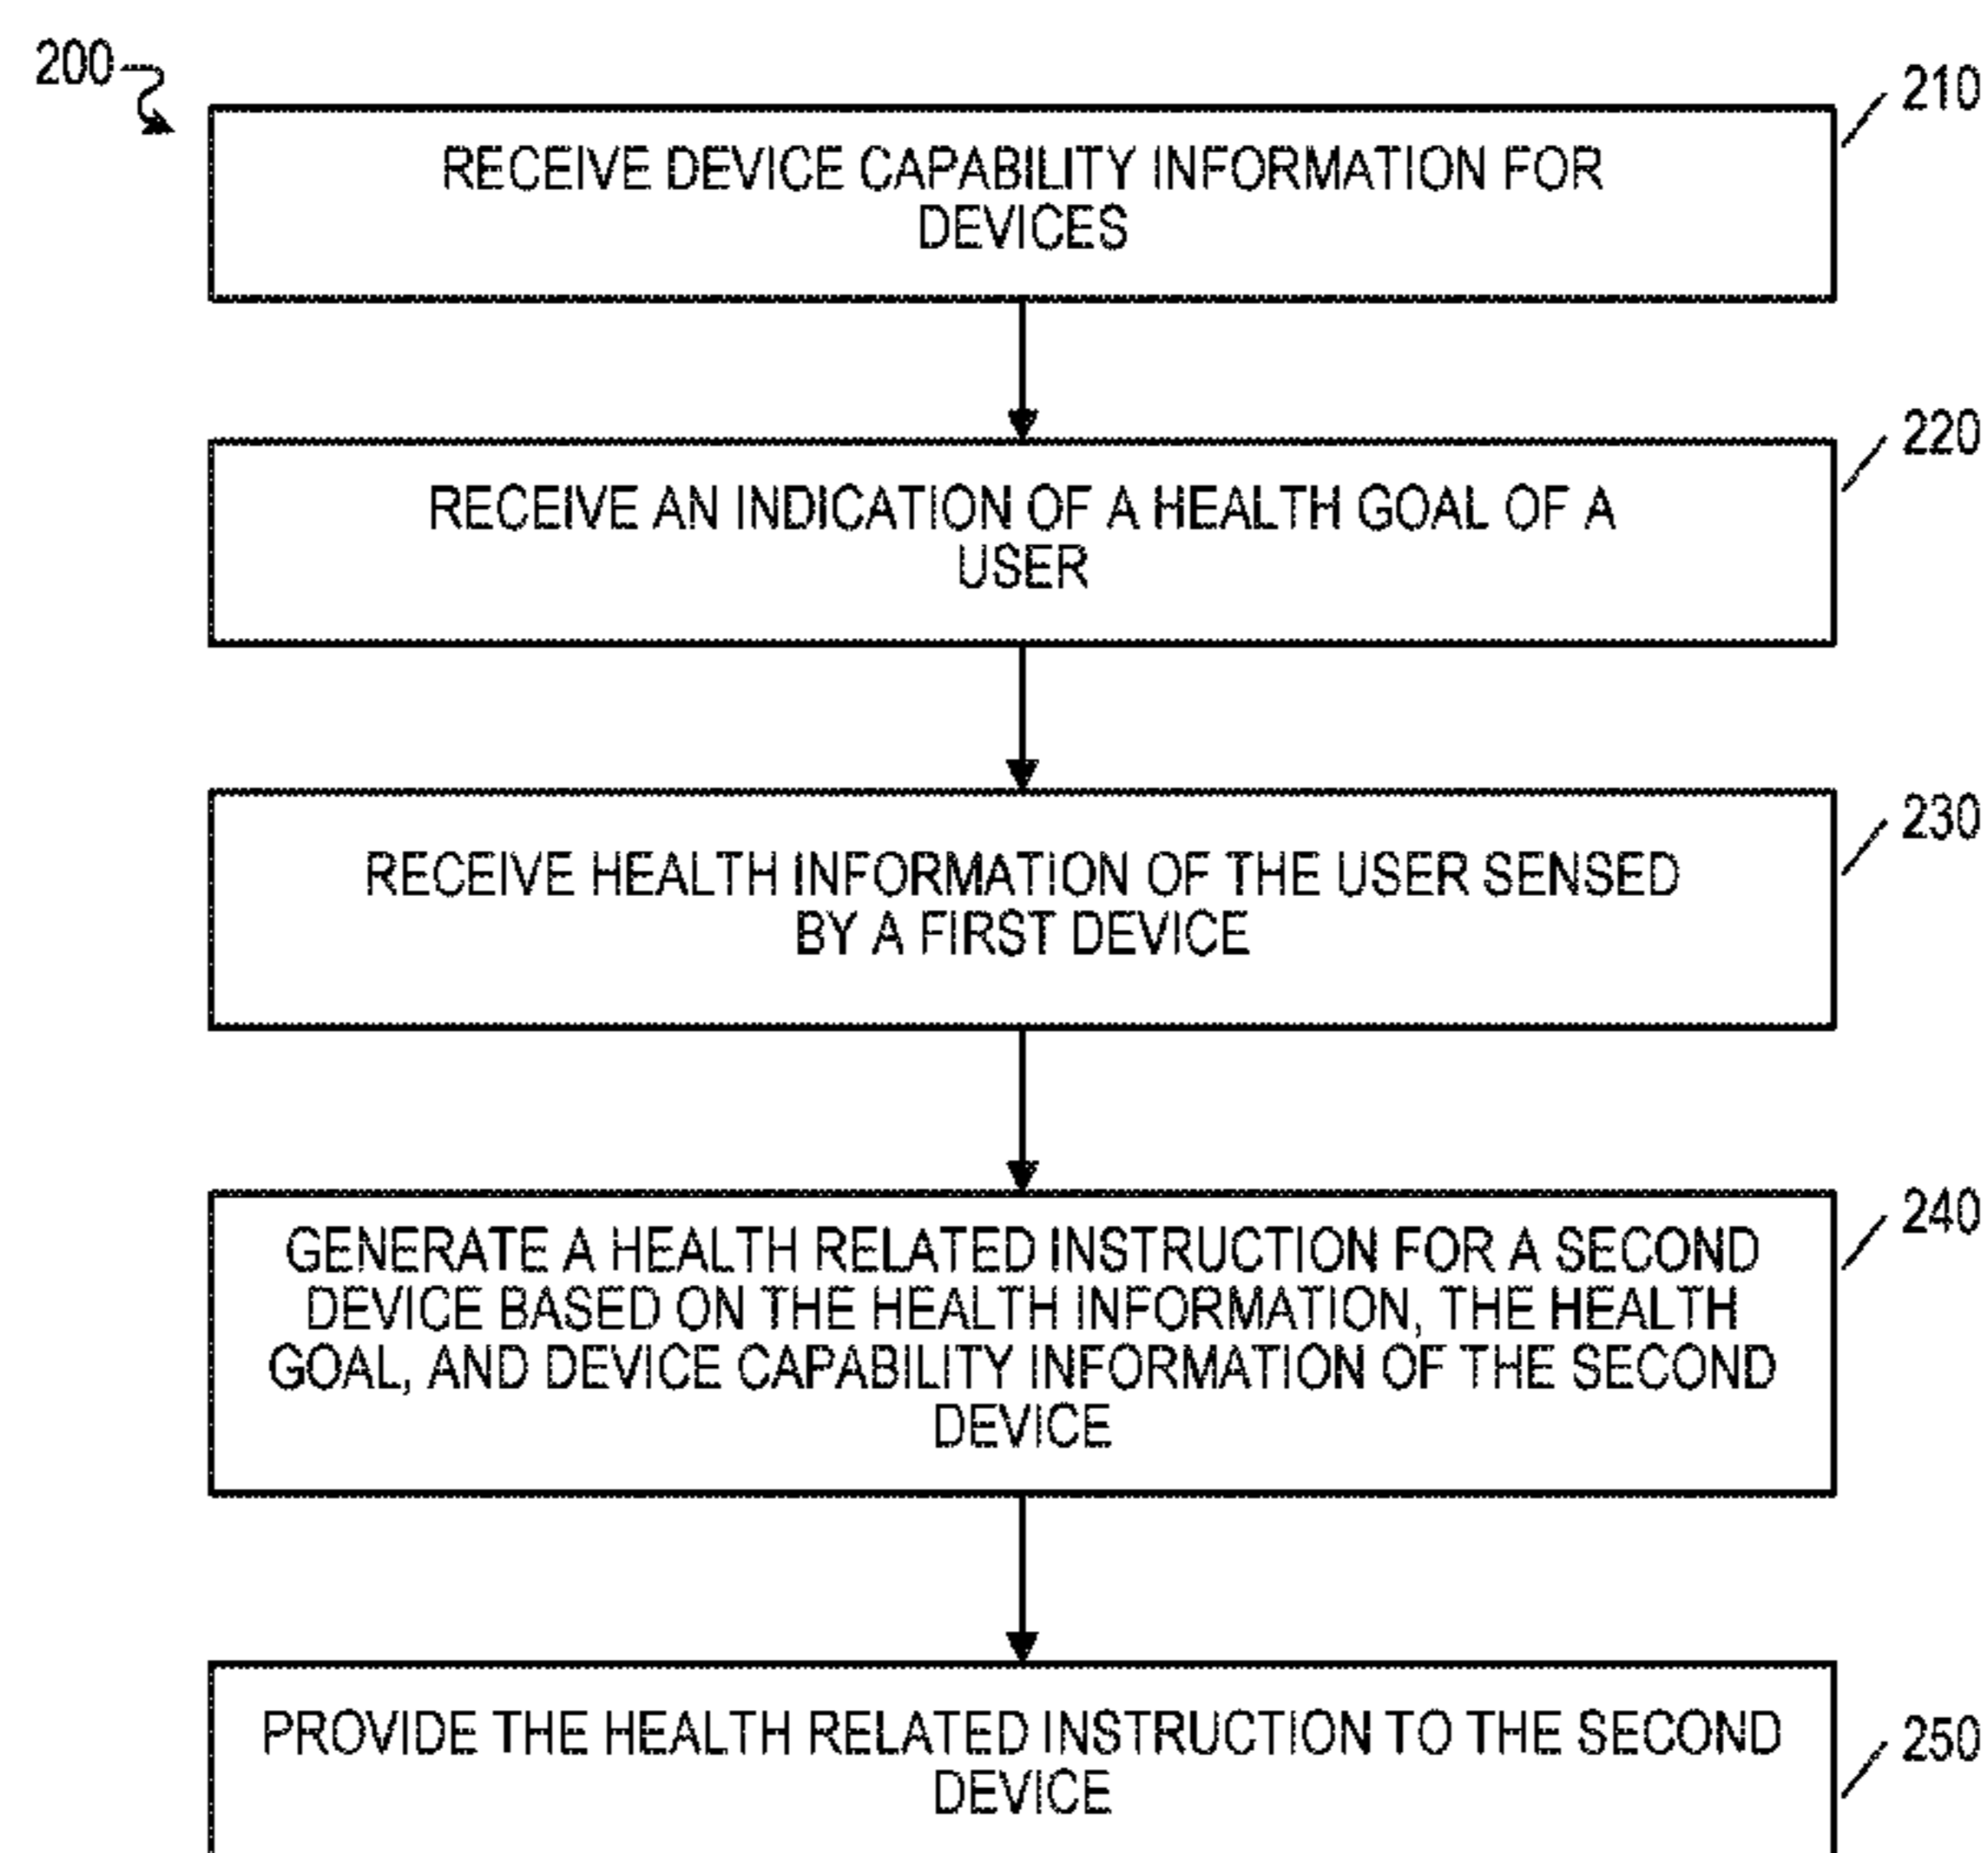 200
210
RECEIVE DEVICE CAPABILITY INFORMATION FOR
DEVICES
220
RECEIVE AN INDICATION OF A HEALTH GOAL OF A
USER
230
RECEIVE HEALTH INFORMATION OF THE USER SENSED
BY A FIRST DEVICE
240
GENERATE A HEALTH RELATED INSTRUCTION FOR A SECOND
DEVICE BASED ON THE HEALTH INFORMATION, THE HEALTH
GOAL, AND DEVICE CAPABILITY INFORMATION OF THE SECOND
DEVICE
250
PROVIDE THE HEALTH RELATED INSTRUCTION TO THE SECOND
DEVICE